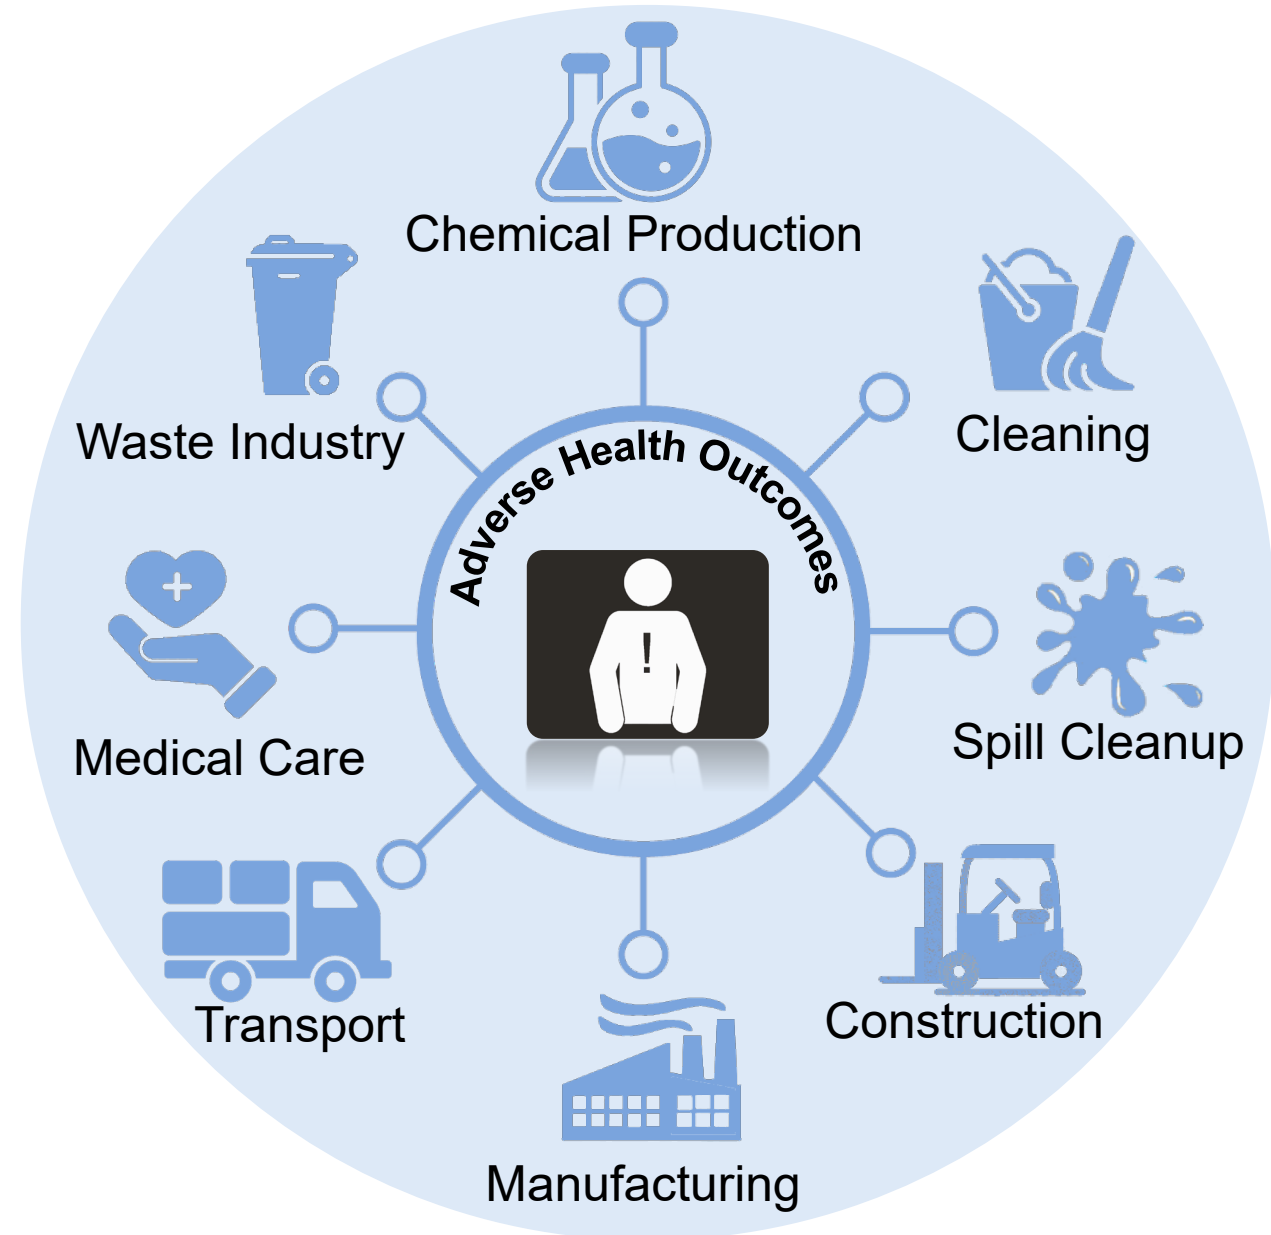 Chemical Production
Waste Industry
Cleaning
Adverse Health Outcomes
!
Medical Care
Spill Cleanup
Transport
Construction
Manufacturing